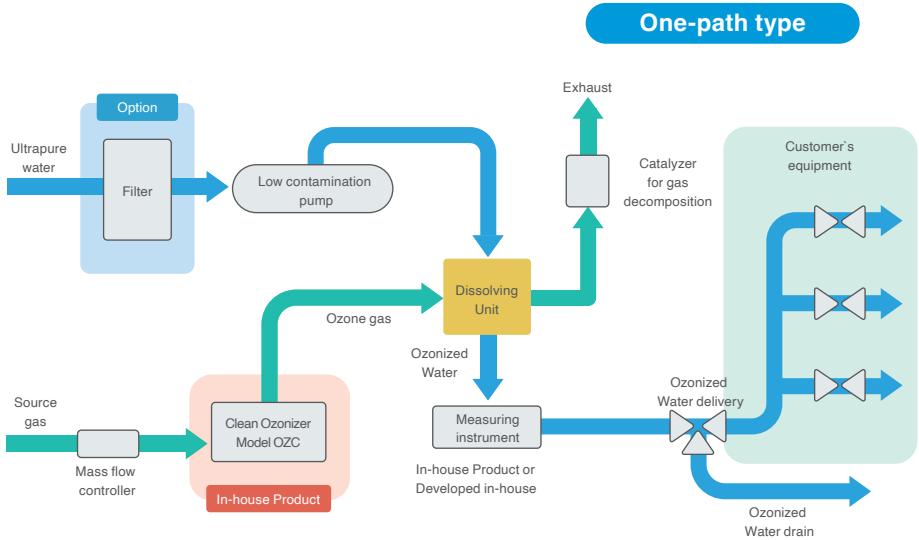 One-path type
Option
Ultrapure
water
Filter
Low contamination
pump
Exhaust
Catalyzer
for gas
decomposition
Customer`s
equipment
Dissolving
Unit
Ozone gas
Ozonized
Water
Source
gas
Mass flow
controller
Clean Ozonizer
Model OZC
In-house Product
Measuring
instrument
In-house Product or
Developed in-house
Ozonized
Water delivery
Ozonized
Water drain